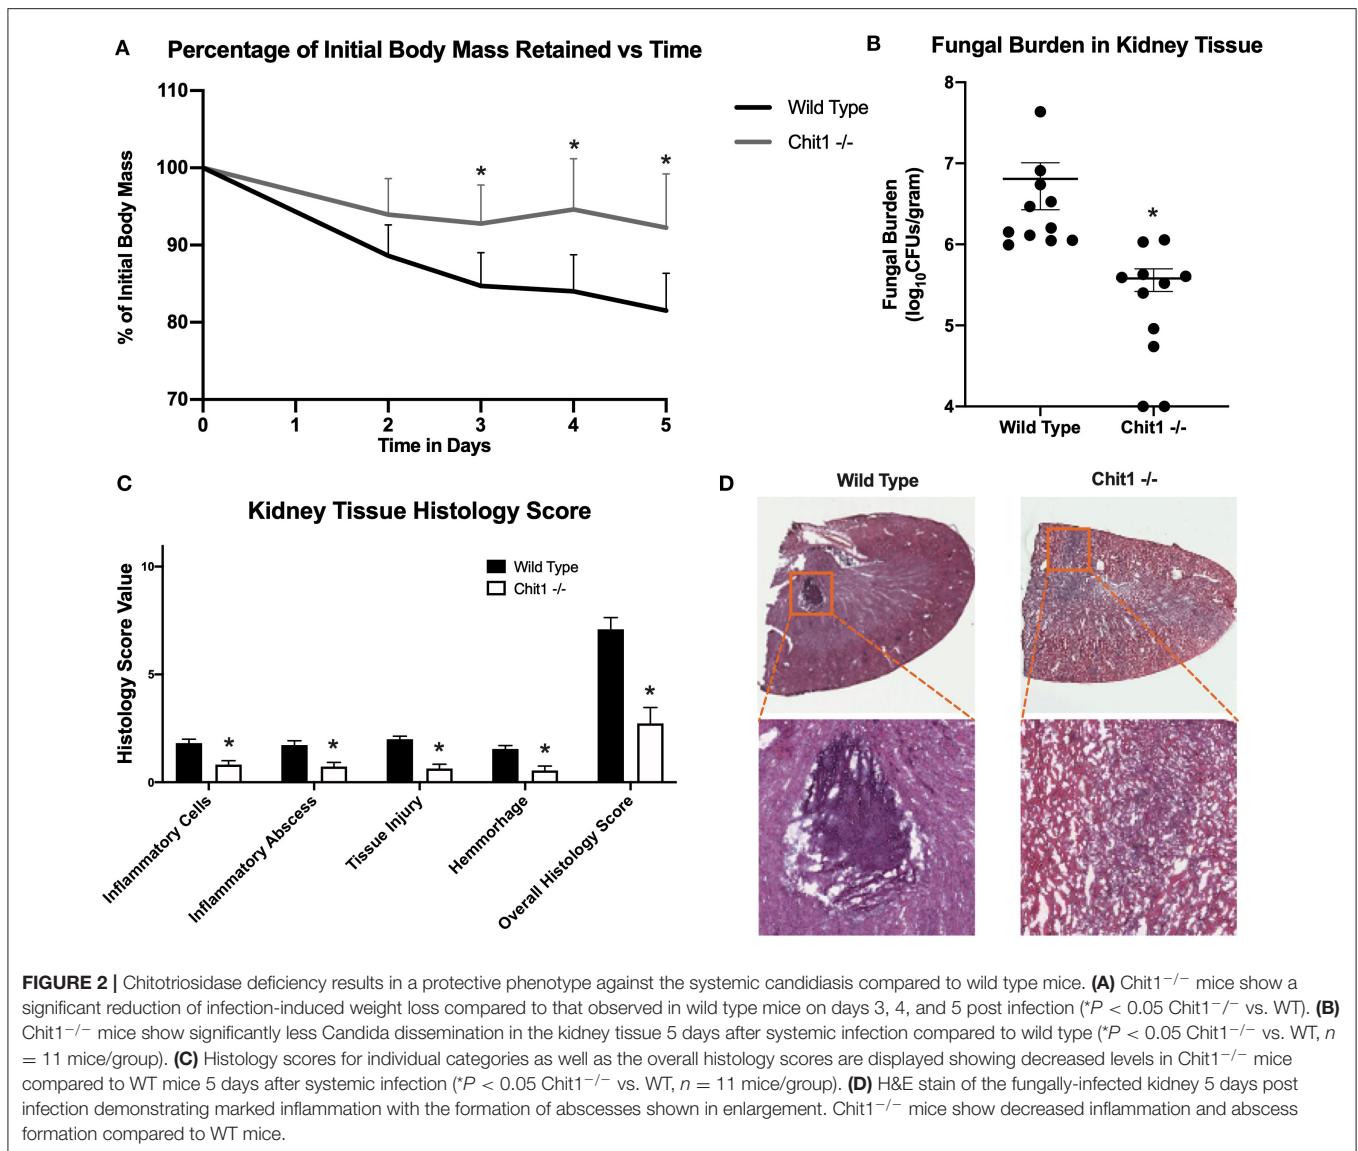 A Percentage of Initial Body Mass Retained vs Time
110
100
90
80
70
% of Initial Body Mass
0 1 2 3 4 5
Time in Days
* * *
Wild Type
Chit1 -/-
B Fungal Burden in Kidney Tissue
8
7
6
5
4
Fungal Burden
(log10CFUs/gram)
*
Wild Type Chit1 -/-
C
Kidney Tissue Histology Score
Wild Type
Chit1 -/-
10
5
0
Histology Score Value
* * * * *
Inflammatory Cells
Inflammatory Abscess
Tissue Injury
Hemmorhage
Overall Histology Score
D Wild Type Chit1 -/-
FIGURE 2 | Chitotriosidase deficiency results in a protective phenotype against the systemic candidiasis compared to wild type mice. (A) Chit1−/− mice show a
significant reduction of infection-induced weight loss compared to that observed in wild type mice on days 3, 4, and 5 post infection (*P < 0.05 Chit1−/− vs. WT). (B)
Chit1−/− mice show significantly less Candida dissemination in the kidney tissue 5 days after systemic infection compared to wild type (*P < 0.05 Chit1−/− vs. WT, n
= 11 mice/group). (C) Histology scores for individual categories as well as the overall histology scores are displayed showing decreased levels in Chit1−/− mice
compared to WT mice 5 days after systemic infection (*P < 0.05 Chit1−/− vs. WT, n = 11 mice/group). (D) H&E stain of the fungally-infected kidney 5 days post
infection demonstrating marked inflammation with the formation of abscesses shown in enlargement. Chit1−/− mice show decreased inflammation and abscess
formation compared to WT mice.